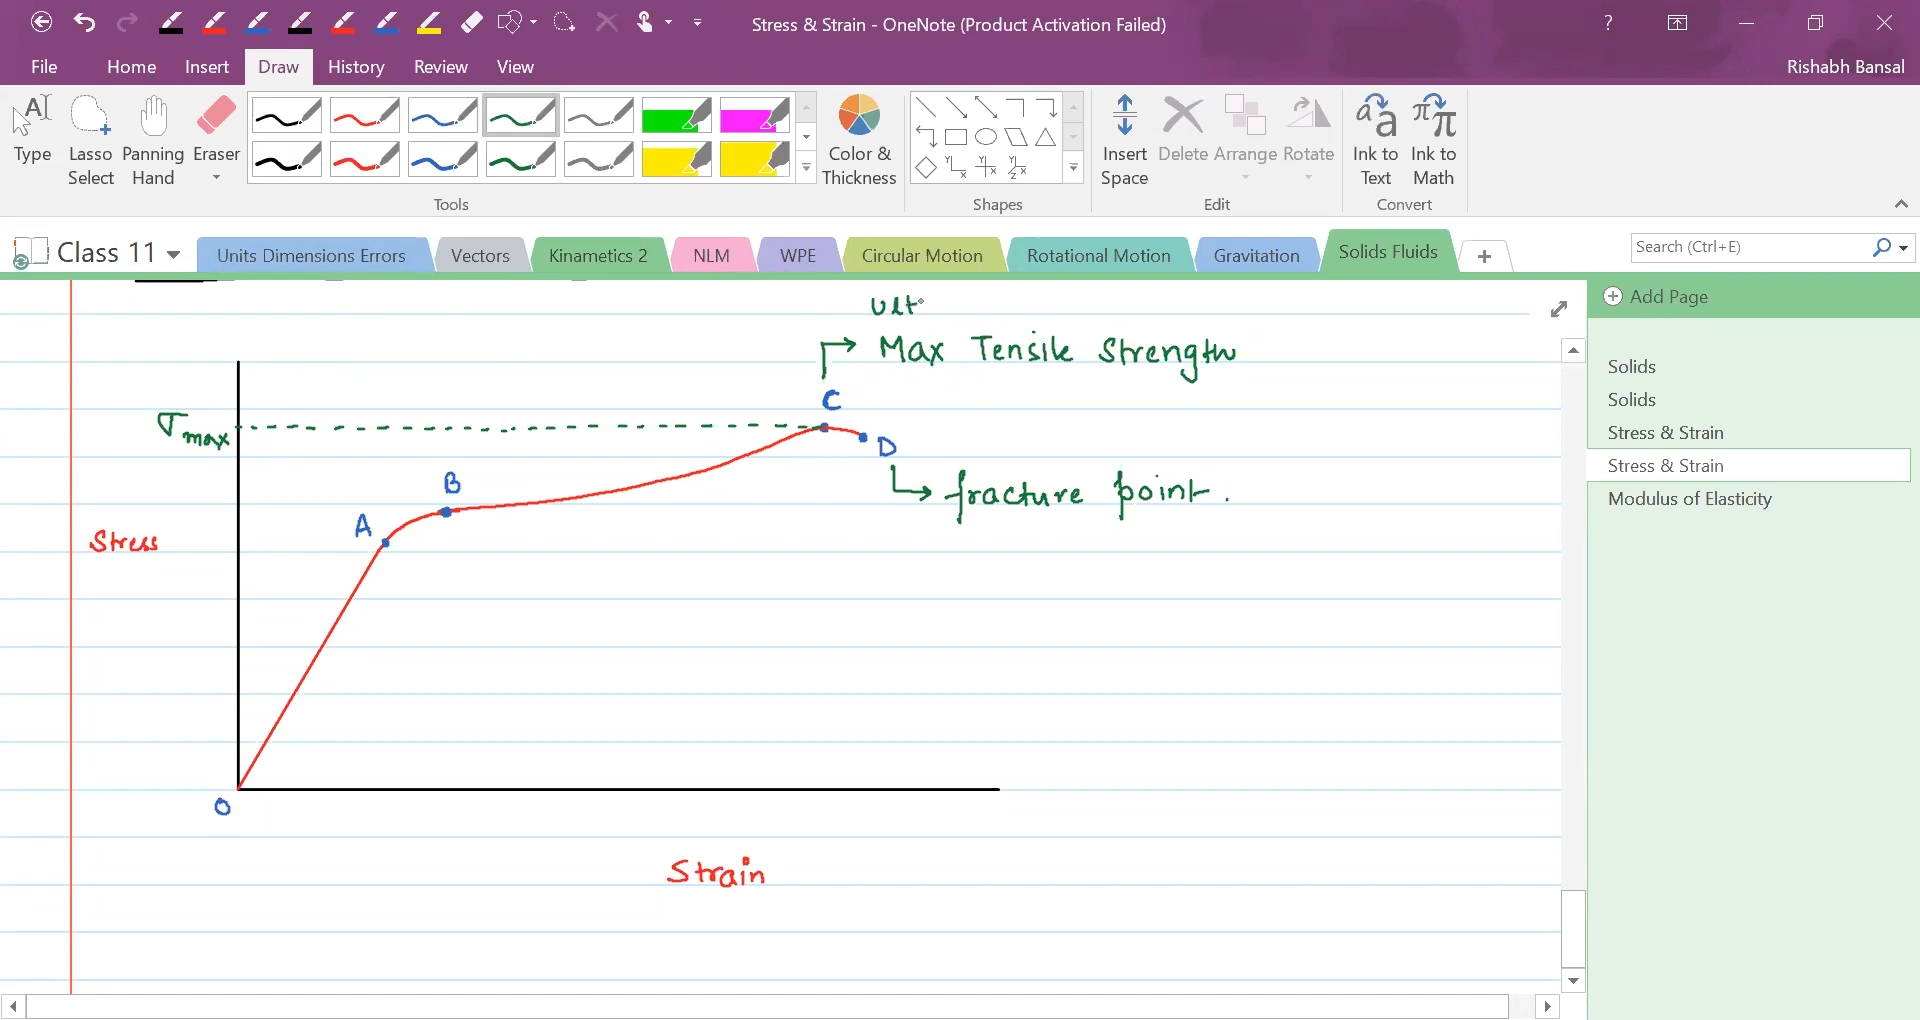 Stress & Strain - OneNote (Product Activation Failed)
?
File Home Insert Draw History Review View
Rishabh Bansal
Type
Lasso Select
Panning Hand
Eraser
Color & Thickness
Insert Space
Delete
Arrange
Rotate
Ink to Text
Ink to Math
Tools
Shapes
Edit
Convert
Class 11
Units Dimensions Errors
Vectors
Kinametics 2
NLM
WPE
Circular Motion
Rotational Motion
Gravitation
Solids Fluids
+
Search (Ctrl+E)
Add Page
Solids
Solids
Stress & Strain
Stress & Strain
Modulus of Elasticity
Ult
Max Tensile Strength
C
σmax
D
B
fracture point.
A
Stress
O
Strain